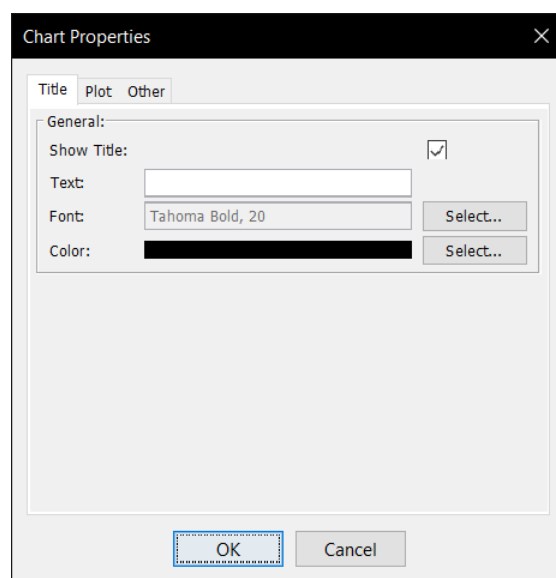 Chart Properties
Title Plot Other
General:
Show Title:
Text:
Font: Tahoma Bold, 20 Select...
Color: Select...
OK Cancel